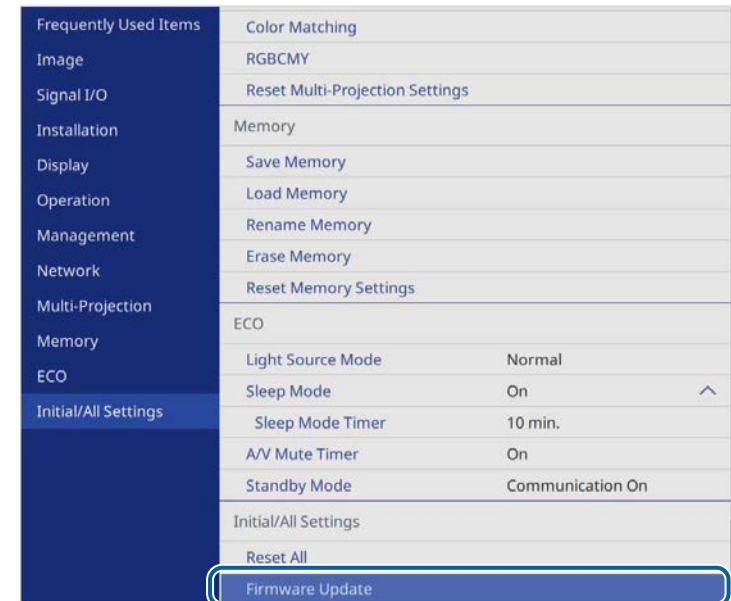 Frequently Used Items
Image
Signal I/O
Installation
Display
Operation
Management
Network
Multi-Projection
Memory
ECO
Initial/All Settings
Color Matching
RGBCMY
Reset Multi-Projection Settings
Memory
Save Memory
Load Memory
Rename Memory
Erase Memory
Reset Memory Settings
ECO
Light Source Mode Normal
Sleep Mode On
Sleep Mode Timer 10 min.
A/V Mute Timer On
Standby Mode Communication On
Initial/All Settings
Reset All
Firmware Update